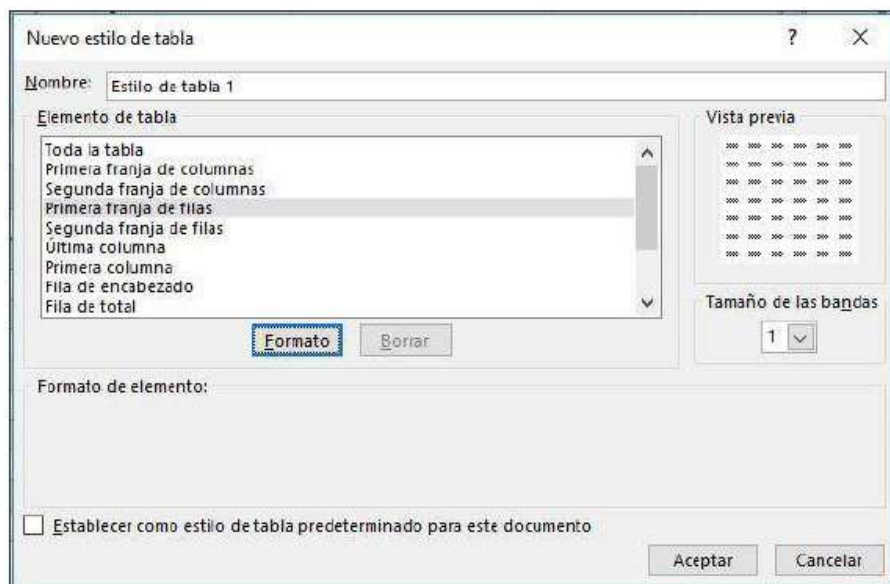 Nuevo estilo de tabla ?
Nombre: Estilo de tabla 1
Elemento de tabla
Toda la tabla
Primera franja de columnas
Segunda franja de columnas
Primera franja de filas
Segunda franja de filas
Última columna
Primera columna
Fila de encabezado
Fila de total
Formato Borrar
Vista previa
Tamaño de las bandas
1
Formato de elemento:
Establecer como estilo de tabla predeterminado para este documento
Aceptar Cancelar